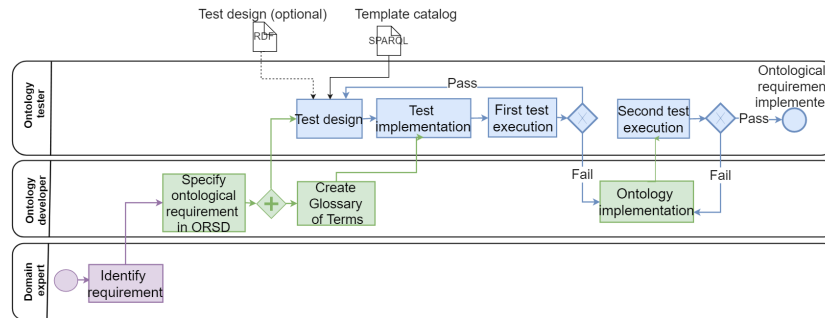 Test design (optional)
Template catalog
RDF
SPARQL
Ontology
tester
Pass
Test design
Test
implementation
First test
execution
Second test
execution
Pass
Ontological
requiremen
implemente
Fail
Fail
Ontology
developer
Specify
ontological
requirement
in ORSD
Create
Glossary
of Terms
Ontology
implementation
Domain
expert
Identify
requirement